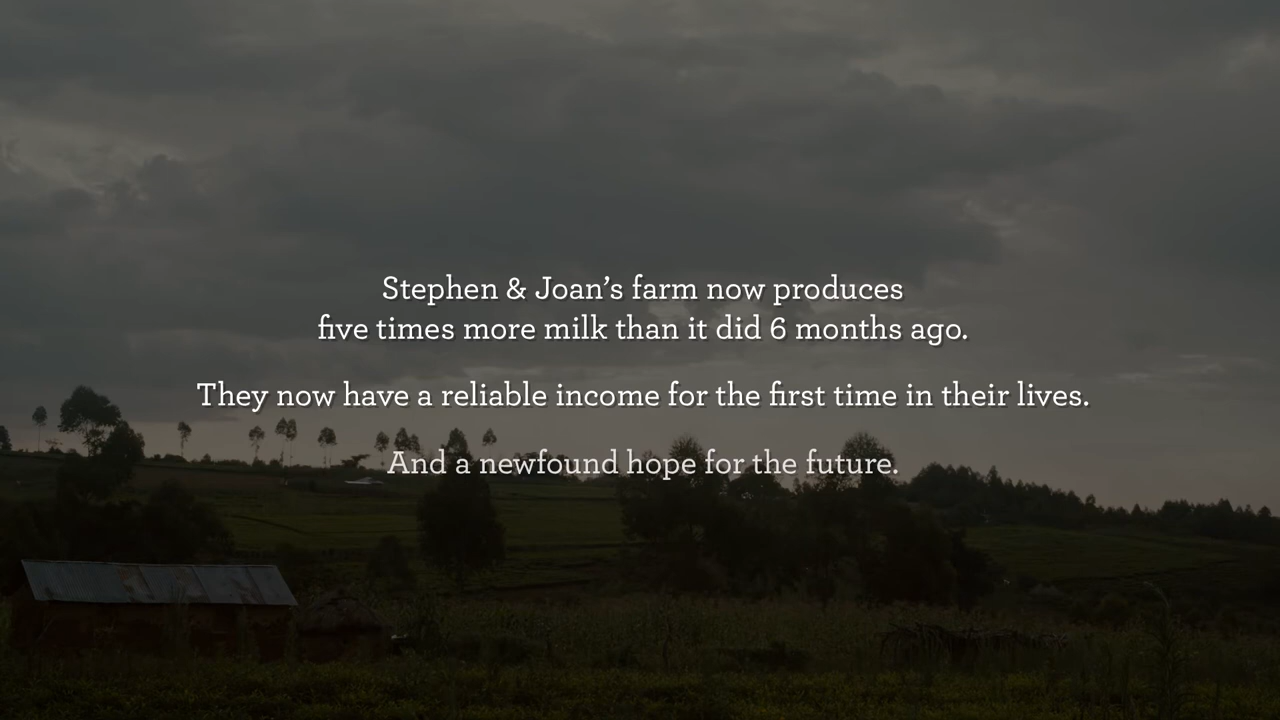 Stephen & Joan’s farm now produces
five times more milk than it did 6 months ago.
They now have a reliable income for the first time in their lives.
And a newfound hope for the future.